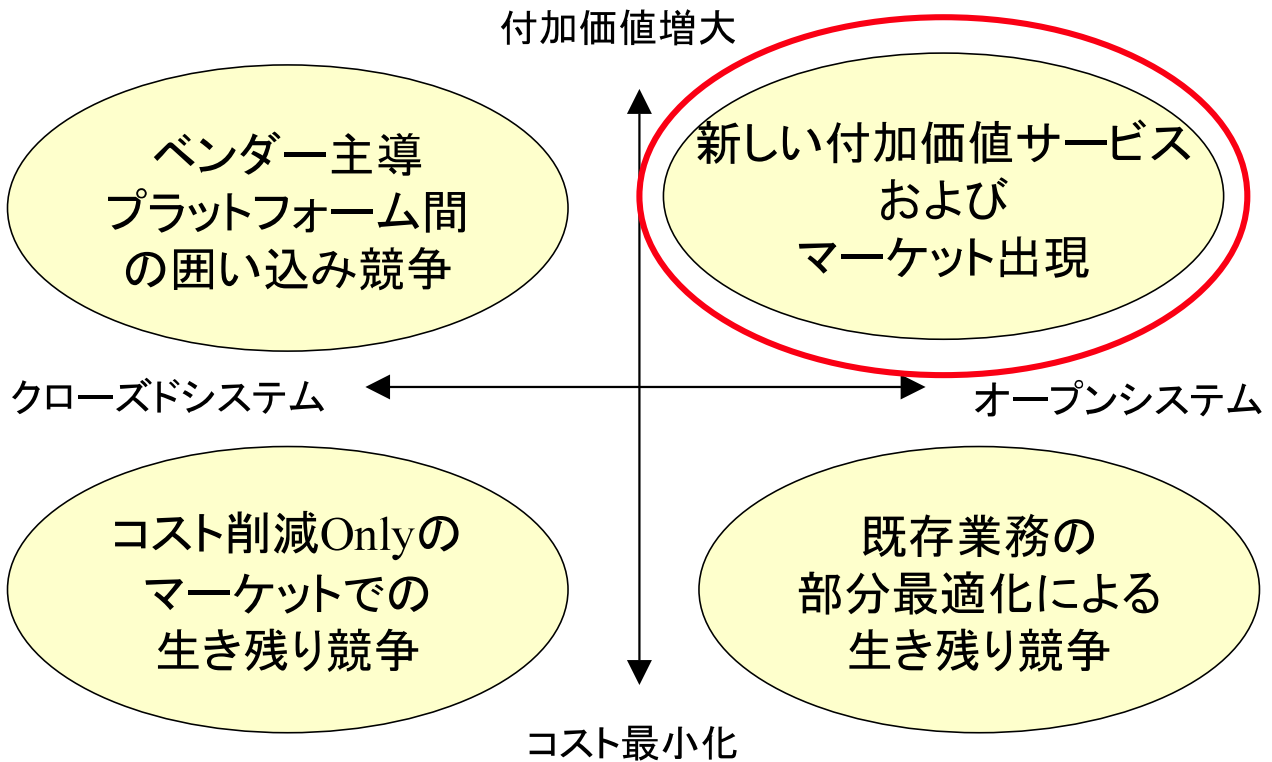 付加価値増大
ベンダー主導
プラットフォーム間
の囲い込み競争
新しい付加価値サービス
および
マーケット出現
クローズドシステム
オープンシステム
コスト削減Onlyの
マーケットでの
生き残り競争
既存業務の
部分最適化による
生き残り競争
コスト最小化